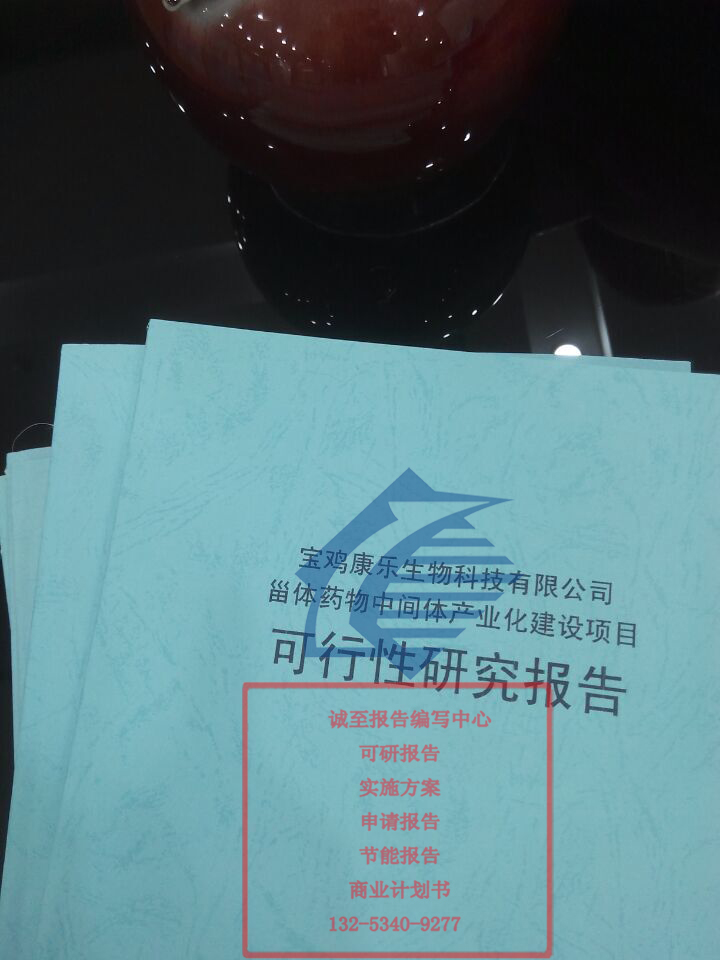 宝鸡康乐生物科技有限公司
甾体药物中间体产业化建设项目
可行性研究报告
诚至报告编写中心
可研报告
实施方案
申请报告
节能报告
商业计划书
132-5340-9277